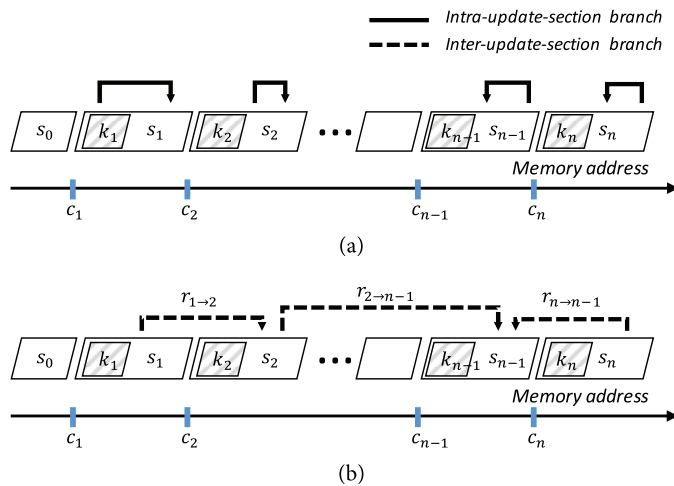 Intra-update-section branch
Inter-update-section branch
s₀ k₁ s₁ k₂ s₂ ••• kₙ₋₁ sₙ₋₁ kₙ sₙ
Memory address
c₁ c₂ cₙ₋₁ cₙ
(a)
r₁→₂ r₂→ₙ₋₁ rₙ→ₙ₋₁
s₀ k₁ s₁ k₂ s₂ ••• kₙ₋₁ sₙ₋₁ kₙ sₙ
Memory address
c₁ c₂ cₙ₋₁ cₙ
(b)